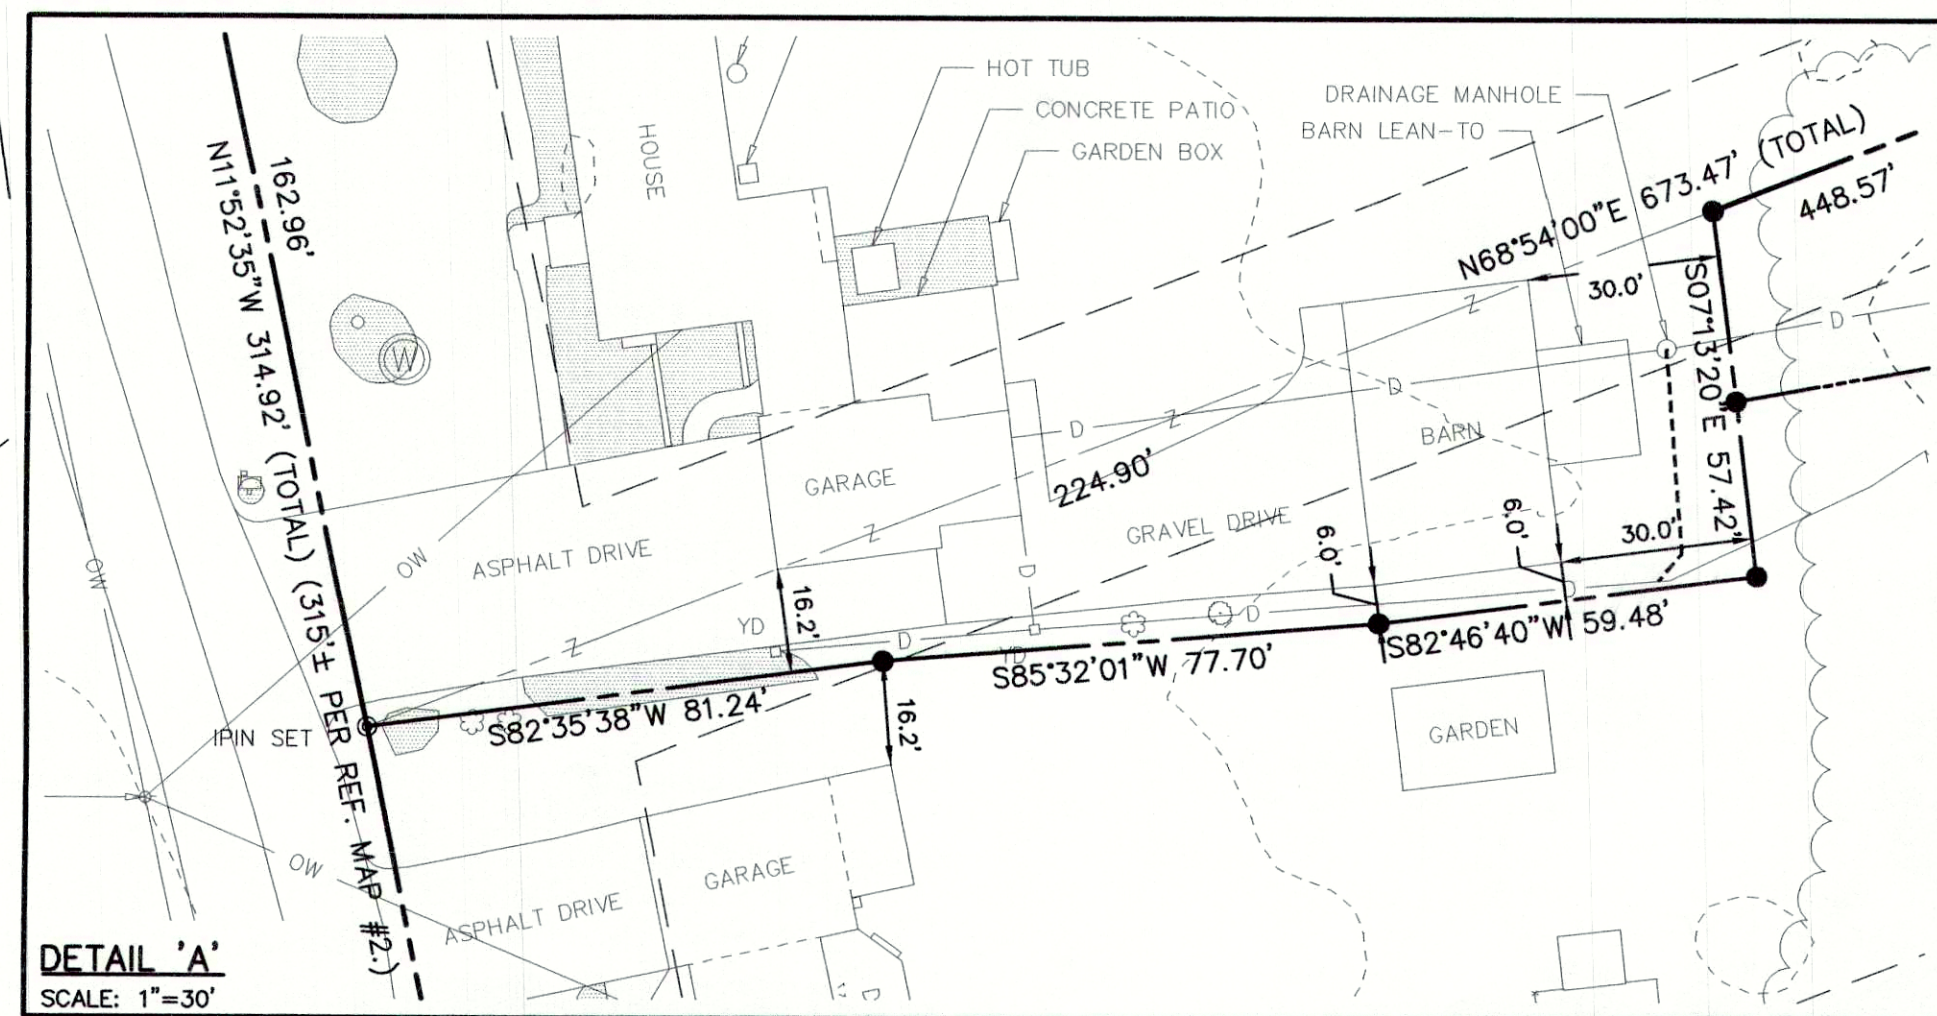 HOT TUB
CONCRETE PATIO
GARDEN BOX
DRAINAGE MANHOLE
BARN LEAN-TO
HOUSE
N68°54'00"E 673.47' (TOTAL)
448.57'
162.96'
N11°52'35"W 314.92' (TOTAL) (315'± PER REF. MAP #2.)
30.0'
S07°13'20"E 57.42'
Z
D
W
D
Z
D
BARN
GARAGE
224.90'
GRAVEL DRIVE
6.0'
6.0'
30.0'
ASPHALT DRIVE
Z
OW
OW
D
16.2'
YD
D
D
D
Z
YD
S82°46'40"W 59.48'
S85°32'01"W 77.70'
S82°35'38"W 81.24'
16.2'
IPIN SET
GARDEN
OW
GARAGE
ASPHALT DRIVE
DETAIL 'A'
SCALE: 1"=30'